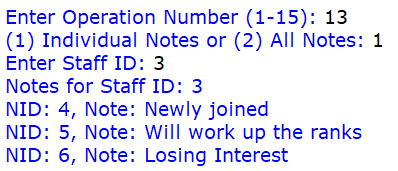 Enter Operation Number (1-15): 13
(1) Individual Notes or (2) All Notes: 1
Enter Staff ID: 3
Notes for Staff ID: 3
NID: 4, Note: Newly joined
NID: 5, Note: Will work up the ranks
NID: 6, Note: Losing Interest